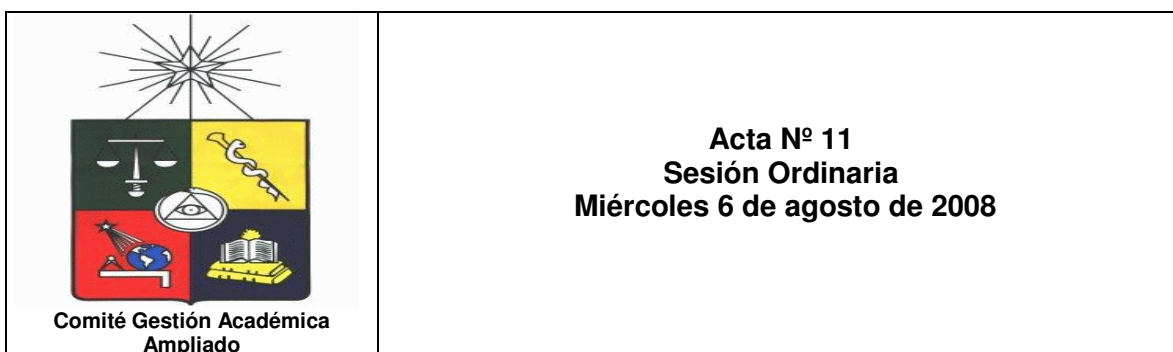 Comité Gestión Académica
Ampliado
Acta Nº 11
Sesión Ordinaria
Miércoles 6 de agosto de 2008